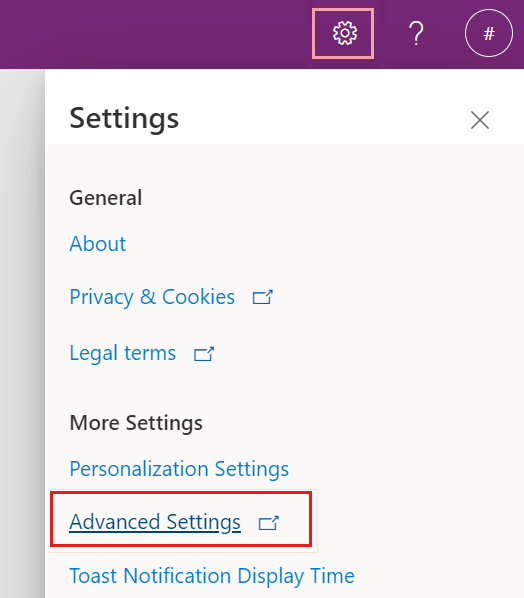 ?
#
Settings
General
About
Privacy & Cookies
Legal terms
More Settings
Personalization Settings
Advanced Settings
Toast Notification Display Time